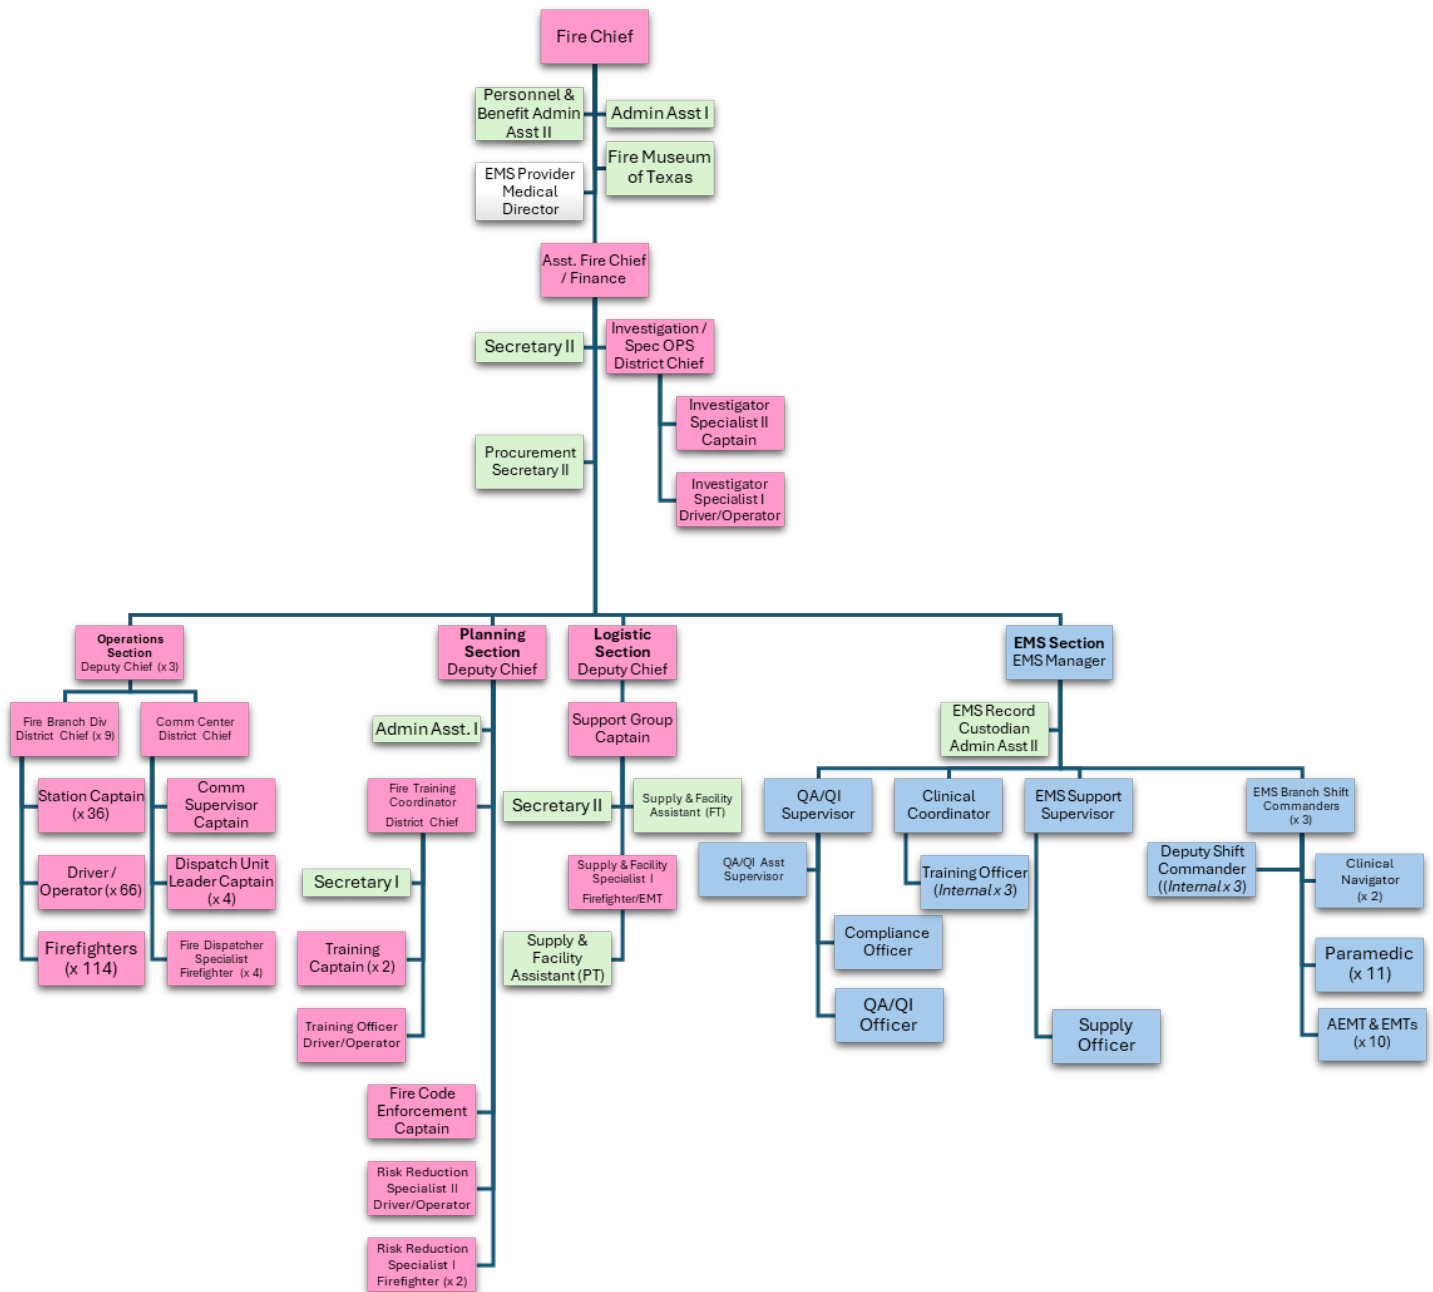 Fire Chief
Personnel &
Benefit Admin
Asst II
Admin Asst I
Fire Museum
of Texas
EMS Provider
Medical
Director
Asst. Fire Chief
/ Finance
Secretary II
Investigation /
Spec OPS
District Chief
Investigator
Specialist II
Captain
Procurement
Secretary II
Investigator
Specialist I
Driver/Operator
Operations
Section
Deputy Chief (x 3)
Planning
Section
Deputy Chief
Logistic
Section
Deputy Chief
EMS Section
EMS Manager
Fire Branch Div
District Chief (x 9)
Comm Center
District Chief
Station Captain
(x 36)
Comm
Supervisor
Captain
Driver /
Operator (x 66)
Dispatch Unit
Leader Captain
(x 4)
Firefighters
(x 114)
Fire Dispatcher
Specialist
Firefighter (x 4)
Admin Asst. I
Fire Training
Coordinator
District Chief
Secretary I
Training
Captain (x 2)
Training Officer
Driver/Operator
Fire Code
Enforcement
Captain
Risk Reduction
Specialist II
Driver/Operator
Risk Reduction
Specialist I
Firefighter (x 2)
Support Group
Captain
Secretary II
Supply & Facility
Assistant (FT)
Supply & Facility
Specialist I
Firefighter/EMT
Supply &
Facility
Assistant (PT)
EMS Record
Custodian
Admin Asst II
QA/QI
Supervisor
QA/QI Asst
Supervisor
Compliance
Officer
QA/QI
Officer
Clinical
Coordinator
Training Officer
(Internal x 3)
EMS Support
Supervisor
Supply
Officer
EMS Branch Shift
Commanders
(x 3)
Deputy Shift
Commander
((Internal x 3)
Clinical
Navigator
(x 2)
Paramedic
(x 11)
AEMT & EMTs
(x 10)